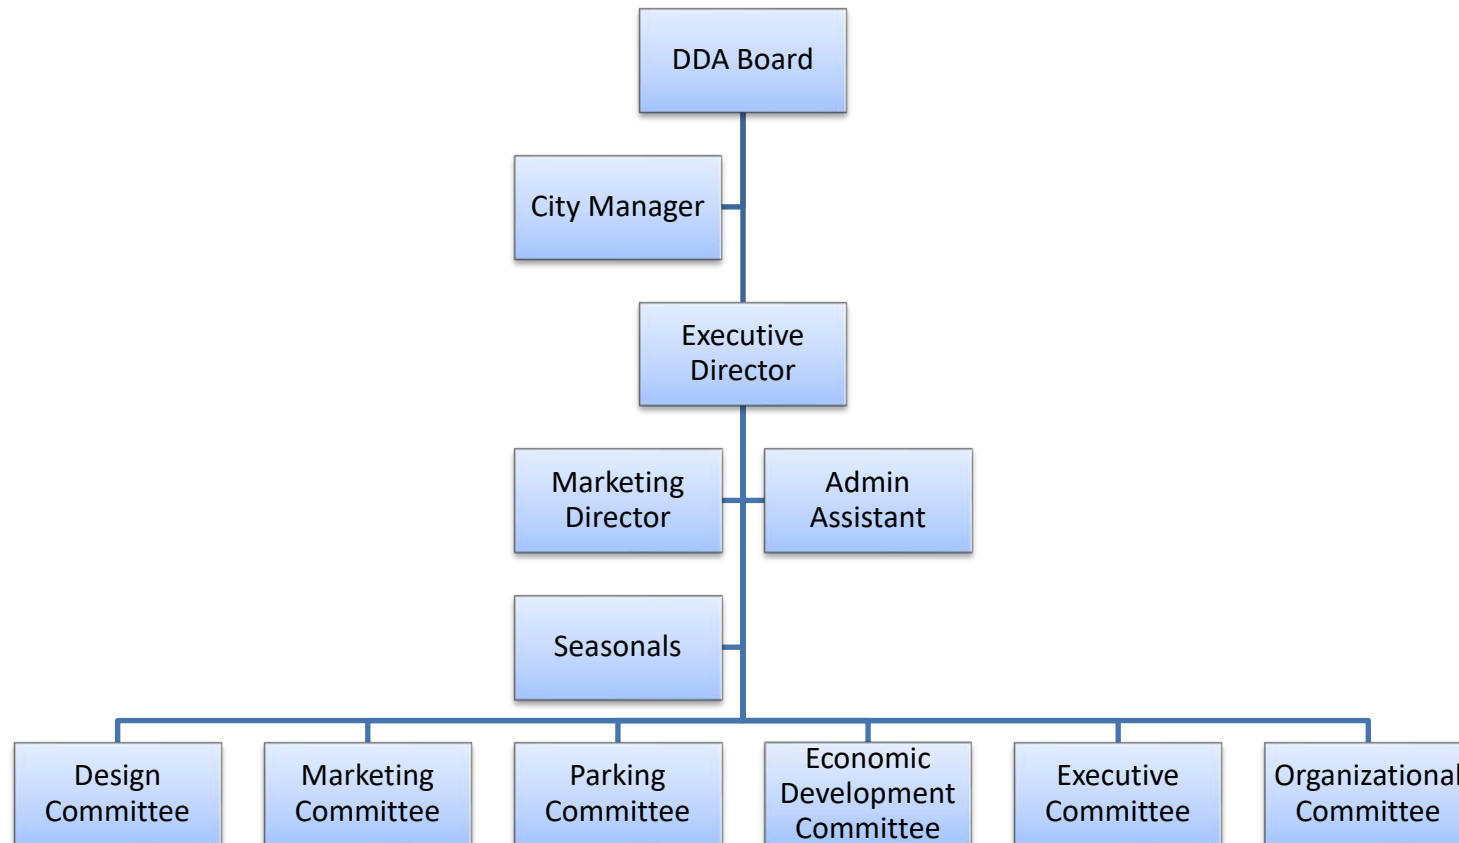 DDA Board
City Manager
Executive
Director
Marketing
Director
Admin
Assistant
Seasonals
Design
Committee
Marketing
Committee
Parking
Committee
Economic
Development
Committee
Executive
Committee
Organizational
Committee